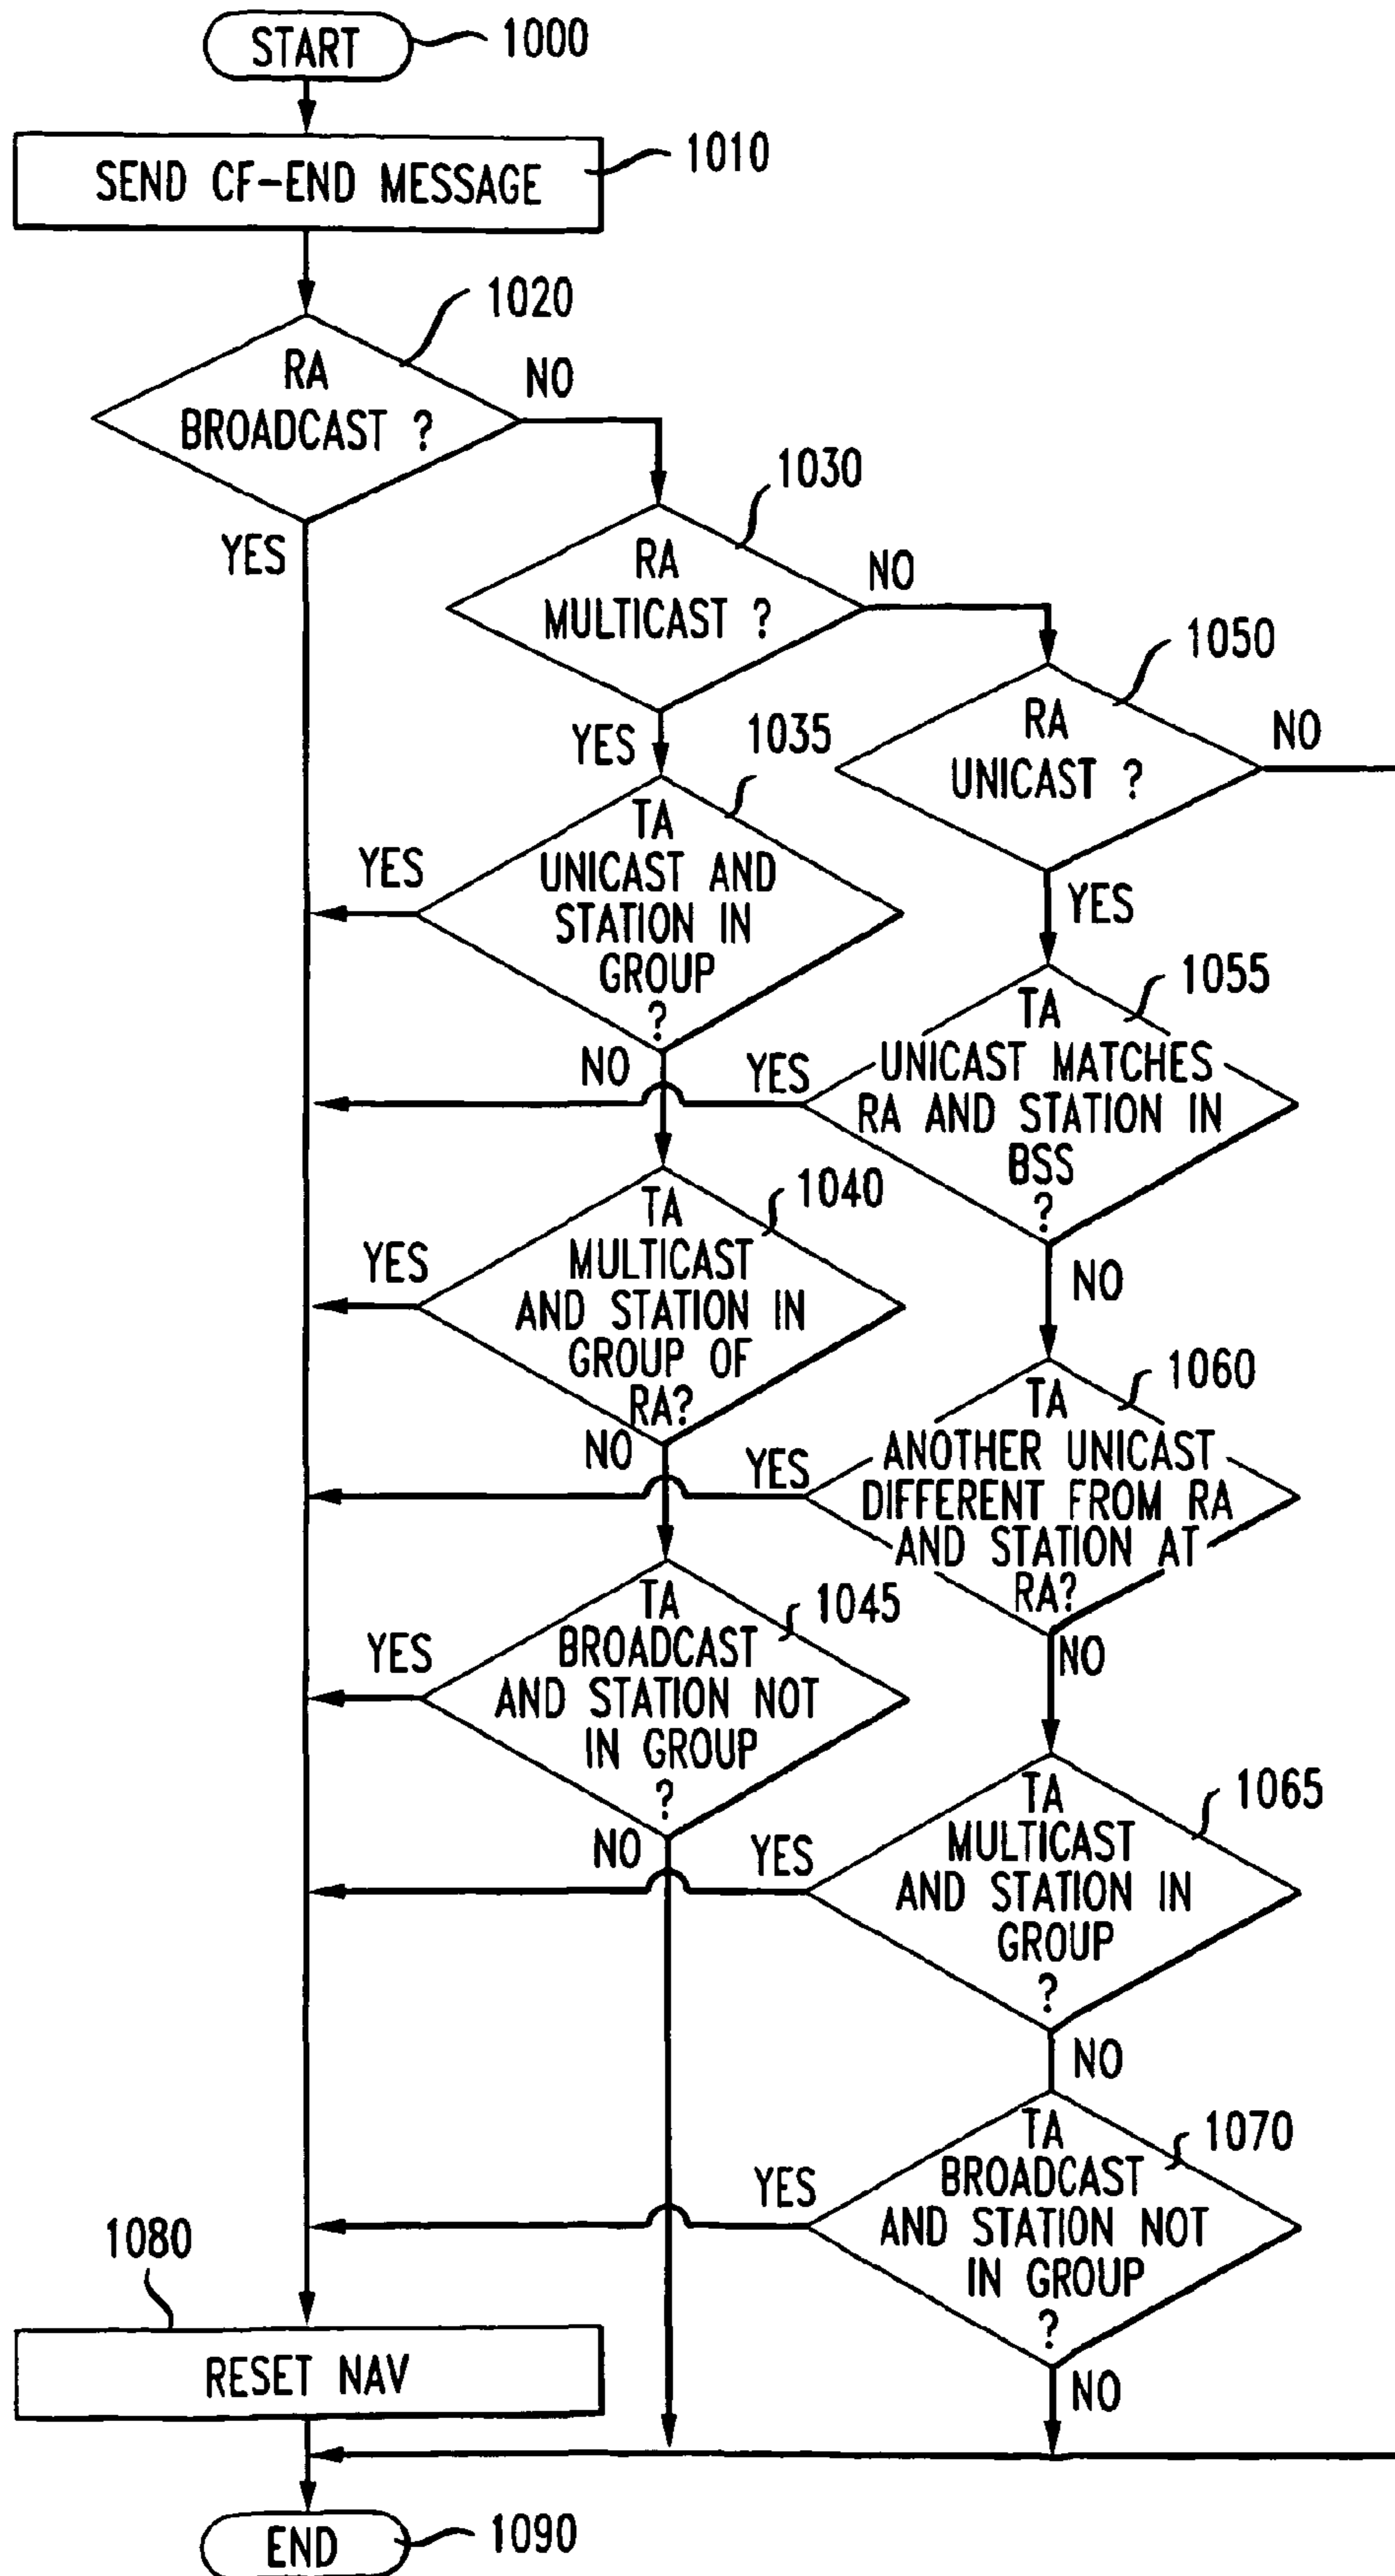 START
1000
SEND CF-END MESSAGE
1010
1020
RA
BROADCAST ?
NO
YES
1030
RA
MULTICAST ?
NO
YES
1050
RA
UNICAST ?
NO
YES
1035
TA
UNICAST AND
STATION IN
GROUP
?
YES
NO
1055
TA
UNICAST MATCHES
RA AND STATION IN
BSS
?
YES
NO
1040
TA
MULTICAST
AND STATION IN
GROUP OF
RA?
YES
NO
1060
TA
ANOTHER UNICAST
DIFFERENT FROM RA
AND STATION AT
RA?
YES
NO
1045
TA
BROADCAST
AND STATION NOT
IN GROUP
?
YES
NO
1065
TA
MULTICAST
AND STATION IN
GROUP
?
YES
NO
1070
TA
BROADCAST
AND STATION NOT
IN GROUP
?
YES
NO
1080
RESET NAV
END
1090